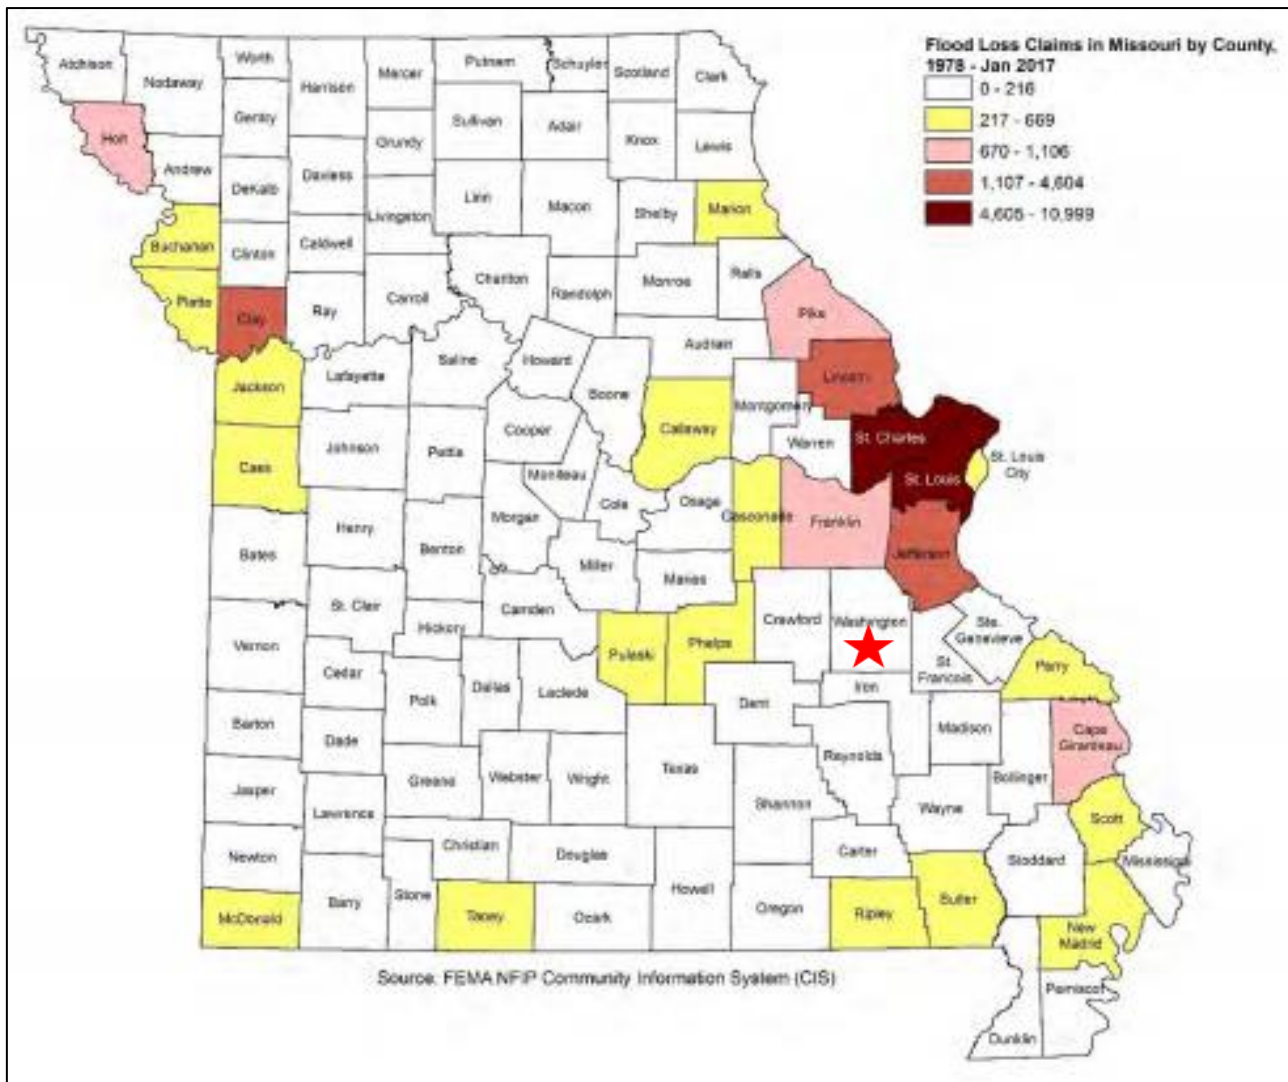 Flood Loss Claims in Missouri by County,
1978 - Jan 2017
0 - 216
217 - 669
670 - 1,106
1,107 - 4,604
4,605 - 10,999
Atchison
Nodaway
Worth
Harrison
Mercer
Putnam
Schuyler
Scotland
Clark
Holt
Gentry
Sullivan
Adair
Knox
Lewis
Grundy
Andrew
DeKalb
Daviess
Livingston
Linn
Macon
Shelby
Marion
Buchanan
Clinton
Caldwell
Chariton
Monroe
Ralls
Platte
Clay
Ray
Carroll
Randolph
Pike
Saline
Howard
Audrain
Jackson
Lafayette
Boone
Lincoln
Callaway
Montgomery
Warren
St. Charles
Cass
Johnson
Pettis
Cooper
Moniteau
St. Louis
St. Louis
City
Cole
Osage
Gasconade
Franklin
Henry
Morgan
Bates
Benton
Miller
Maries
Jefferson
St. Clair
Camden
Crawford
Washington
Ste.
Genevieve
Vernon
Hickory
Pulaski
Phelps
St.
Francois
Perry
Cedar
Polk
Dallas
Laclede
Dent
Iron
Barton
Dade
Madison
Cape
Girardeau
Reynolds
Bollinger
Greene
Webster
Wright
Texas
Jasper
Lawrence
Shannon
Wayne
Scott
Newton
Christian
Douglas
Carter
Stoddard
Mississippi
McDonald
Barry
Stone
Taney
Ozark
Howell
Oregon
Ripley
Butler
New
Madrid
Pemiscot
Dunklin
Source: FEMA NFIP Community Information System (CIS)